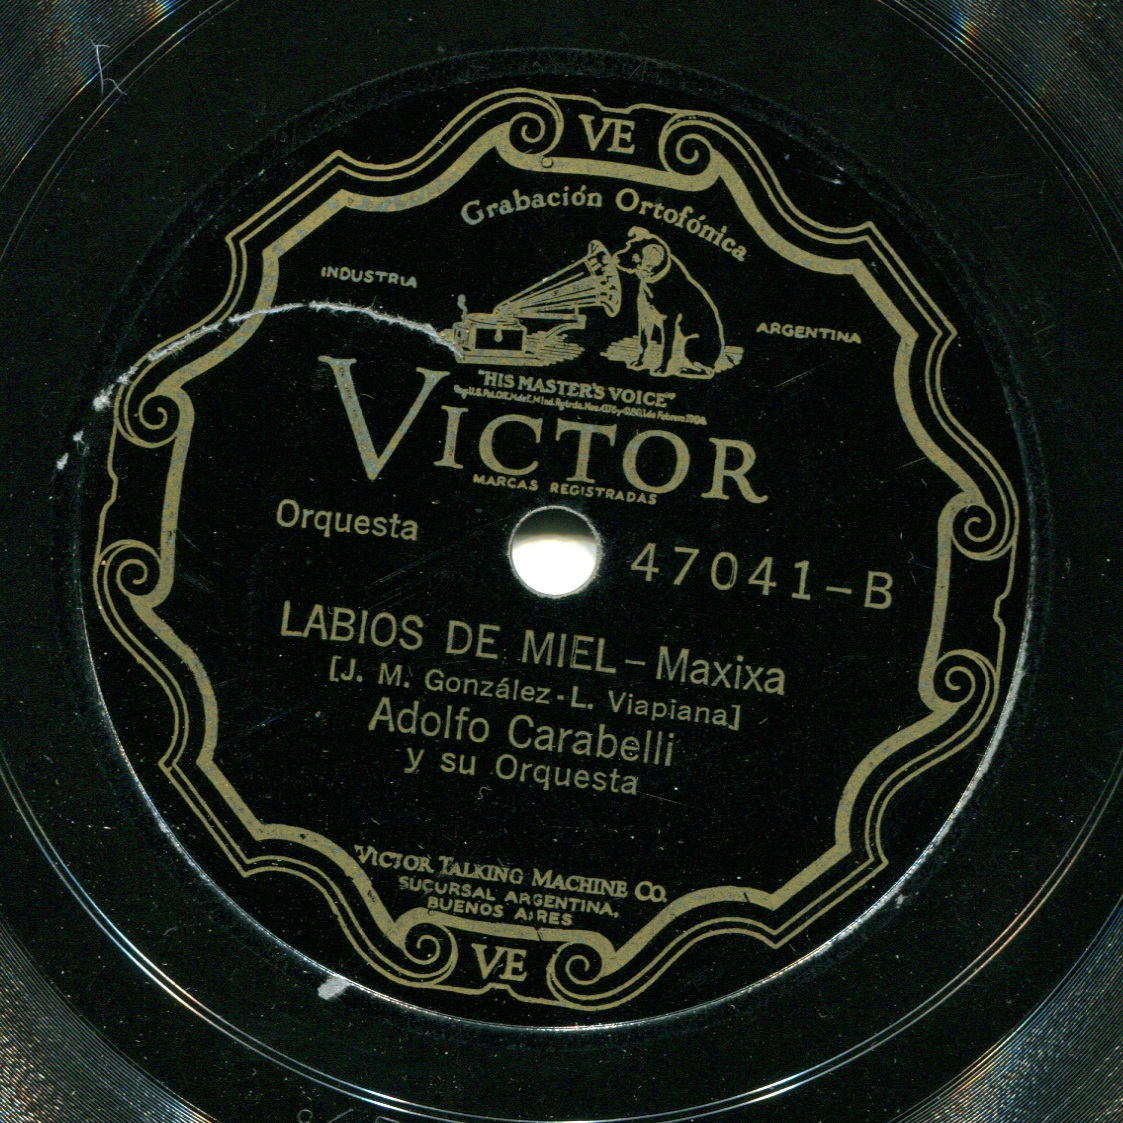 VE
Grabación Ortofónica
INDUSTRIA
ARGENTINA
"HIS MASTER'S VOICE"
VICTOR
MARCAS REGISTRADAS
Orquesta
47041-B
LABIOS DE MIEL - Maxixa
[J. M. González - L. Viapiana]
Adolfo Carabelli
y su Orquesta
VICTOR TALKING MACHINE CO.
SUCURSAL ARGENTINA,
BUENOS AIRES
VE